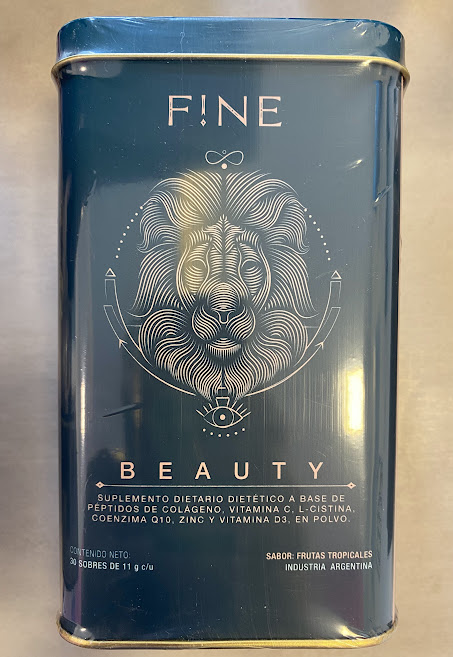 F!NE
BEAUTY
SUPLEMENTO DIETARIO DIETÉTICO A BASE DE
PÉPTIDOS DE COLÁGENO, VITAMINA C, L-CISTINA,
COENZIMA Q10, ZINC Y VITAMINA D3, EN POLVO.
CONTENIDO NETO:
30 SOBRES DE 11 g c/u
SABOR: FRUTAS TROPICALES
INDUSTRIA ARGENTINA